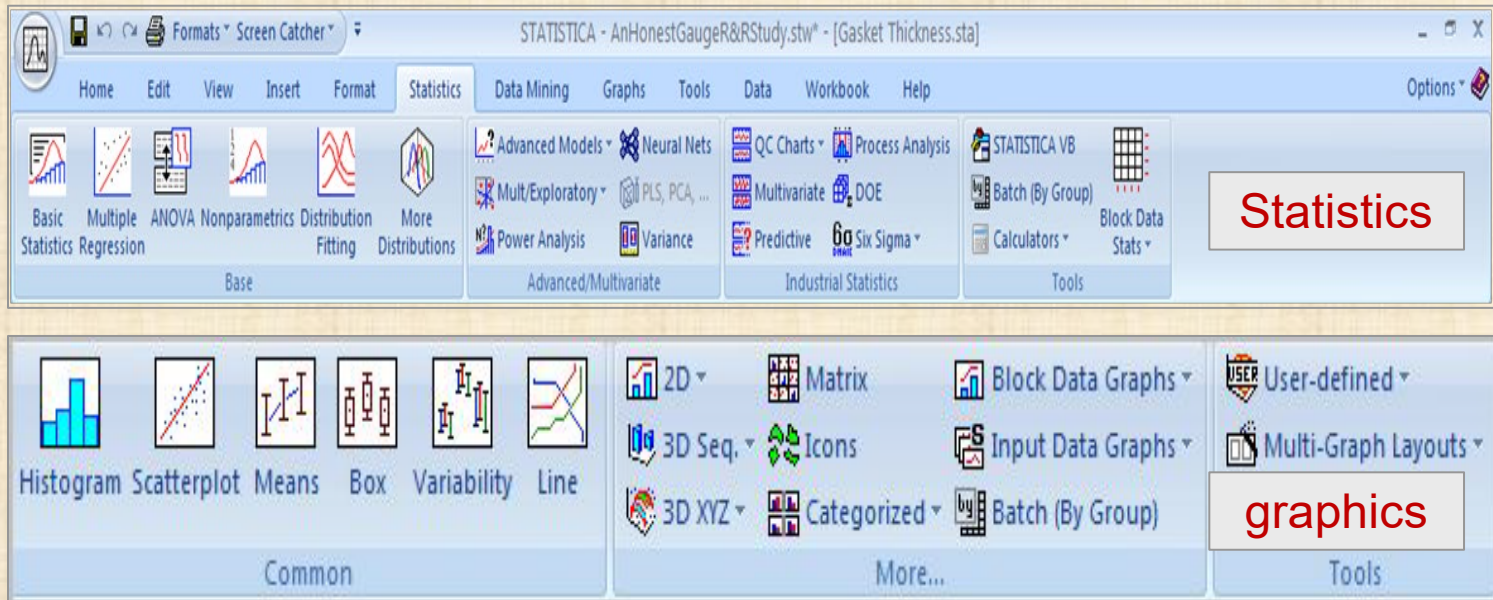 Formats Screen Catcher
STATISTICA - AnHonestGaugeR&RStudy.stw* - [Gasket Thickness.sta]
Home Edit View Insert Format Statistics Data Mining Graphs Tools Data Workbook Help Options
Basic Statistics
Multiple Regression
ANOVA
Nonparametrics
Distribution Fitting
More Distributions
Base
Advanced Models
Neural Nets
Mult/Exploratory
PLS, PCA, ...
Power Analysis
Variance
Advanced/Multivariate
QC Charts
Process Analysis
Multivariate
DOE
Predictive
6σ Six Sigma
Industrial Statistics
STATISTICA VB
Batch (By Group)
Calculators
Block Data Stats
Tools
Statistics
Histogram
Scatterplot
Means
Box
Variability
Line
Common
2D
Matrix
Block Data Graphs
3D Seq.
Icons
Input Data Graphs
3D XYZ
Categorized
by Batch (By Group)
More...
USER User-defined
Multi-Graph Layouts
graphics
Tools